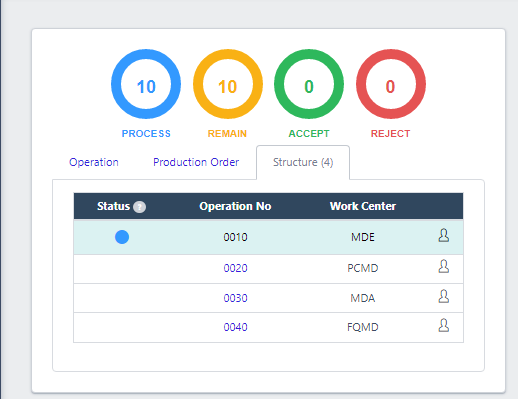 10 10 0 0
PROCESS REMAIN ACCEPT REJECT
Operation Production Order Structure (4)
Status ? Operation No Work Center
0010 MDE
0020 PCMD
0030 MDA
0040 FQMD